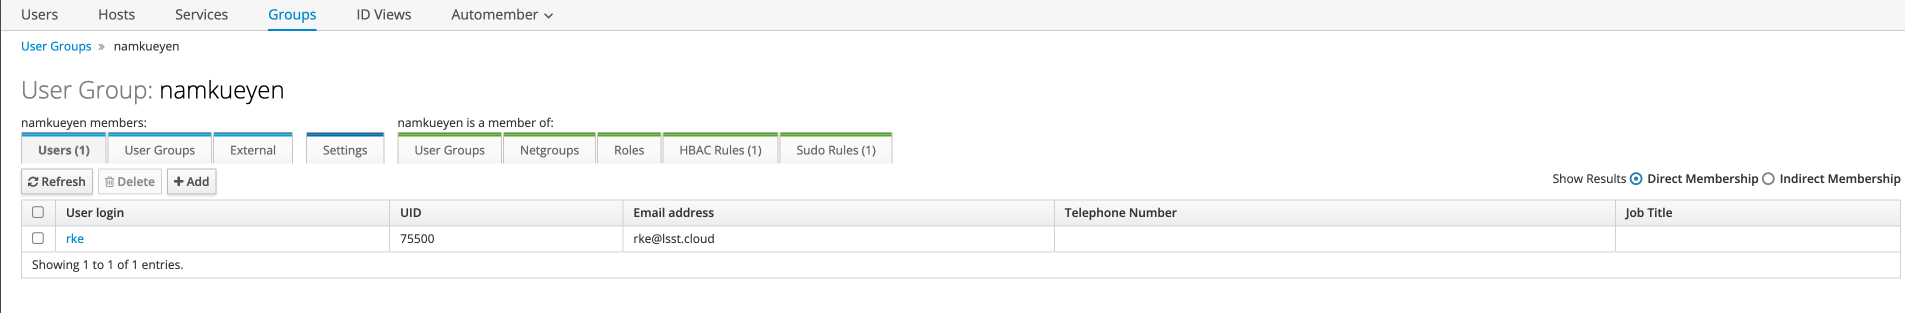 Users Hosts Services Groups ID Views Automember
User Groups » namkueyen
User Group: namkueyen
namkueyen members: namkueyen is a member of:
Users (1) User Groups External Settings User Groups Netgroups Roles HBAC Rules (1) Sudo Rules (1)
Refresh Delete Add Show Results Direct Membership Indirect Membership
User login UID Email address Telephone Number Job Title
rke 75500 rke@lsst.cloud
Showing 1 to 1 of 1 entries.